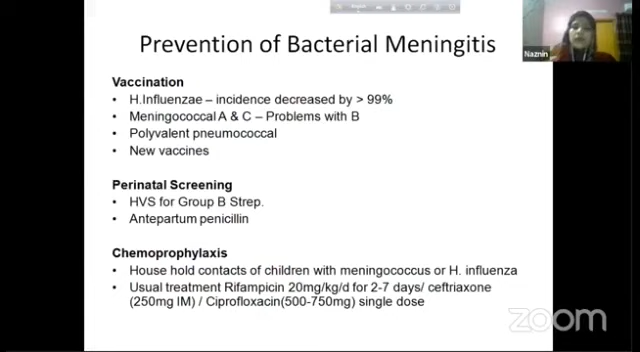 Prevention of Bacterial Meningitis
Naznin
Vaccination
• H.Influenzae – incidence decreased by > 99%
• Meningococcal A & C – Problems with B
• Polyvalent pneumococcal
• New vaccines
Perinatal Screening
• HVS for Group B Strep.
• Antepartum penicillin
Chemoprophylaxis
• House hold contacts of children with meningococcus or H. influenza
• Usual treatment Rifampicin 20mg/kg/d for 2-7 days/ ceftriaxone
(250mg IM) / Ciprofloxacin(500-750mg) single dose
zoom